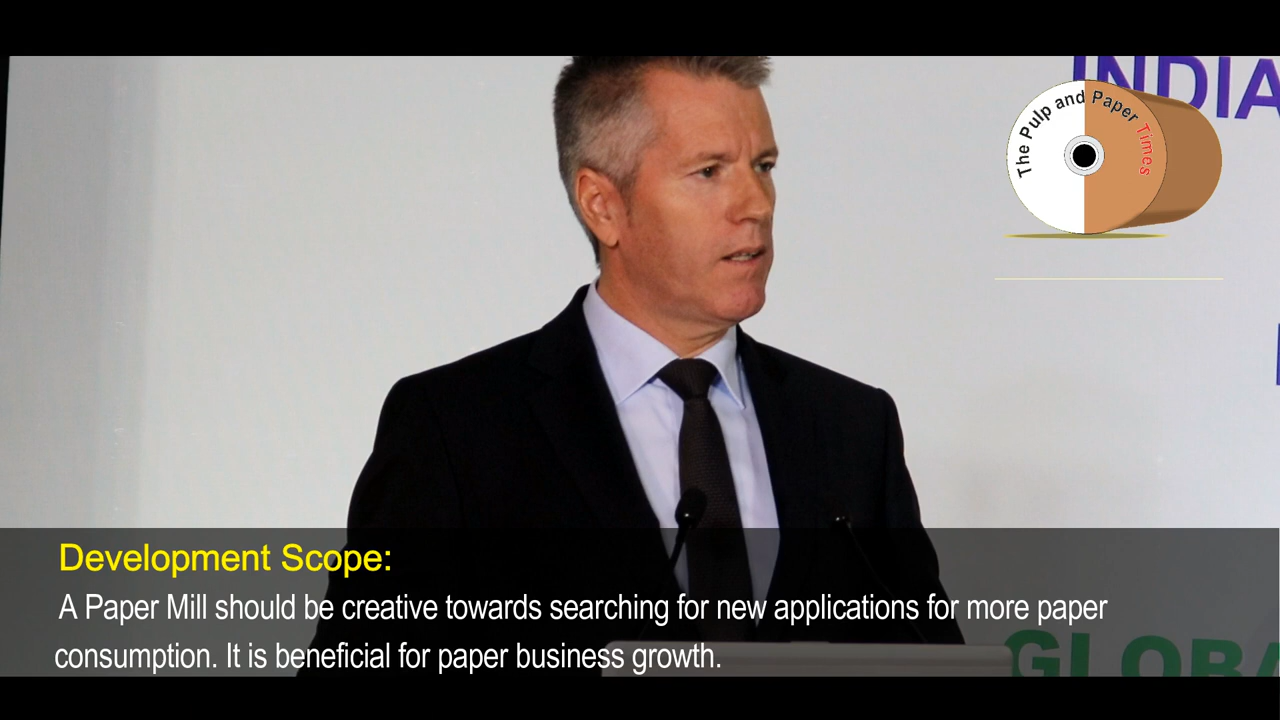 INDIA
The Pulp and Paper Times
Development Scope:
A Paper Mill should be creative towards searching for new applications for more paper
consumption. It is beneficial for paper business growth.